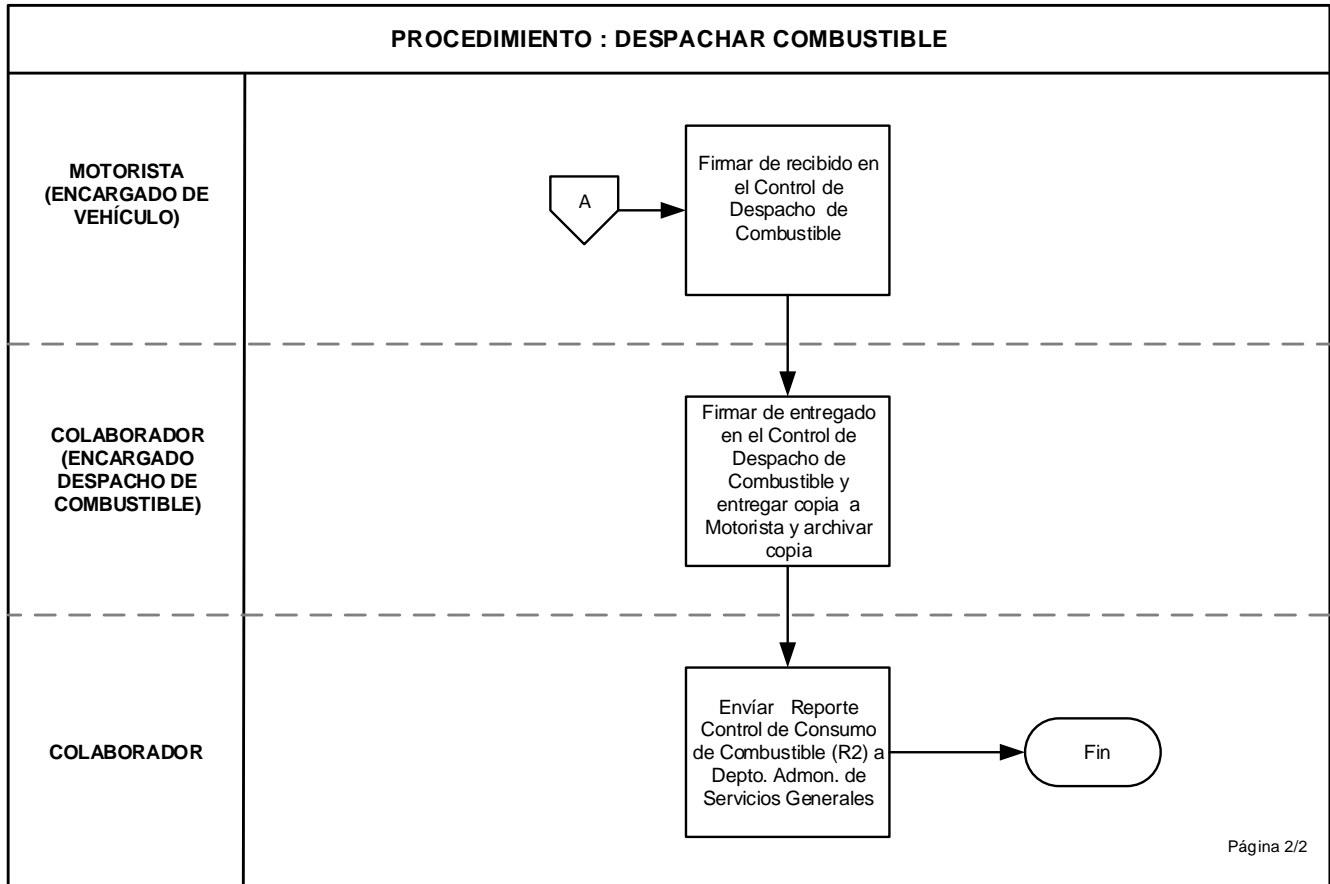 PROCEDIMIENTO : DESPACHAR COMBUSTIBLE
MOTORISTA
(ENCARGADO DE
VEHÍCULO)
A
Firmar de recibido en
el Control de
Despacho de
Combustible
COLABORADOR
(ENCARGADO
DESPACHO DE
COMBUSTIBLE)
Firmar de entregado
en el Control de
Despacho de
Combustible y
entregar copia a
Motorista y archivar
copia
COLABORADOR
Envíar Reporte
Control de Consumo
de Combustible (R2) a
Depto. Admon. de
Servicios Generales
Fin
Página 2/2